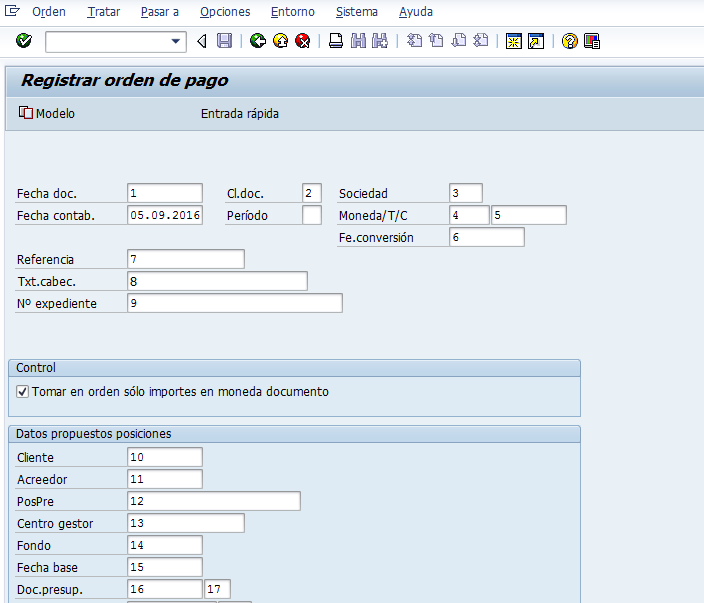 Orden Tratar Pasar a Opciones Entorno Sistema Ayuda
Registrar orden de pago
Modelo Entrada rápida
Fecha doc. 1 Cl.doc. 2 Sociedad 3
Fecha contab. 05.09.2016 Período Moneda/T/C 4 5
Fe.conversión 6
Referencia 7
Txt.cabec. 8
Nº expediente 9
Control
Tomar en orden sólo importes en moneda documento
Datos propuestos posiciones
Cliente 10
Acreedor 11
PosPre 12
Centro gestor 13
Fondo 14
Fecha base 15
Doc.presup. 16 17